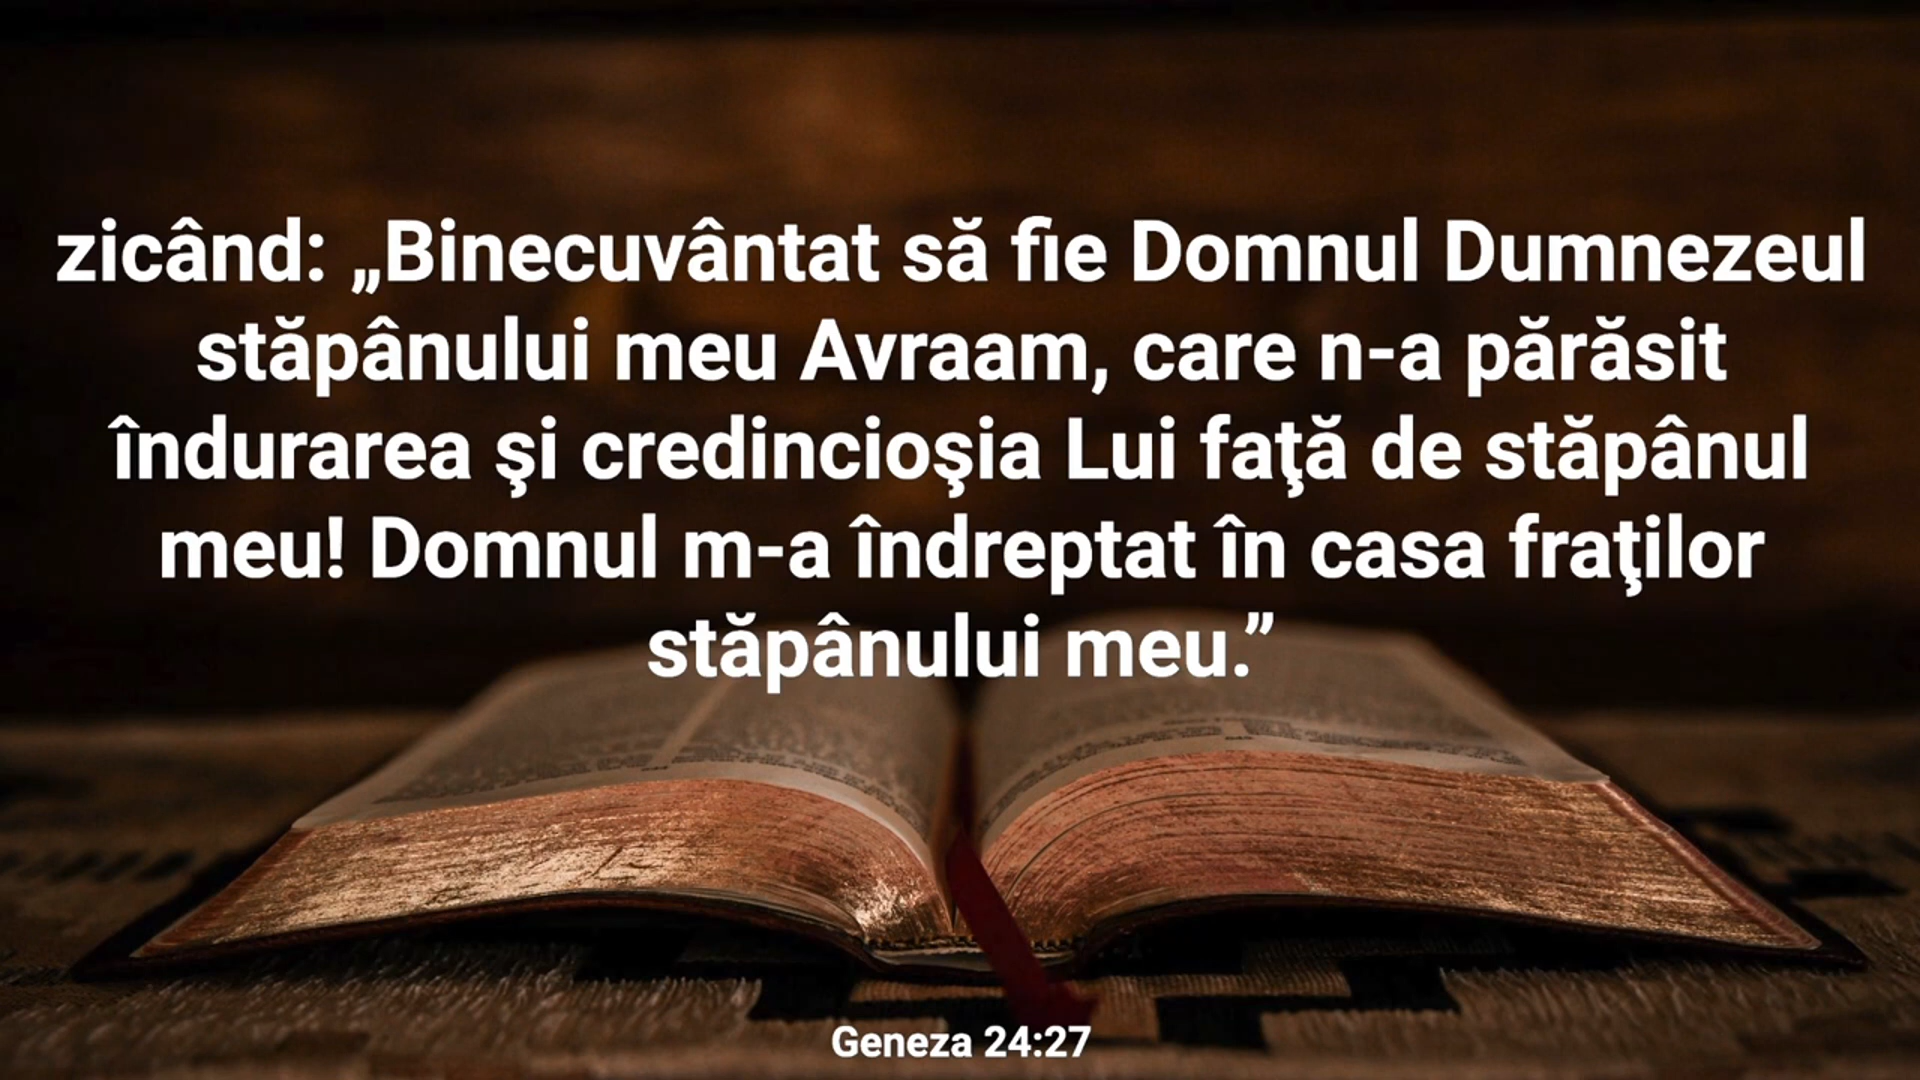 zicând: „Binecuvântat să fie Domnul Dumnezeul
stăpânului meu Avraam, care n-a părăsit
îndurarea şi credincioşia Lui faţă de stăpânul
meu! Domnul m-a îndreptat în casa fraţilor
stăpânului meu.”
Geneza 24:27